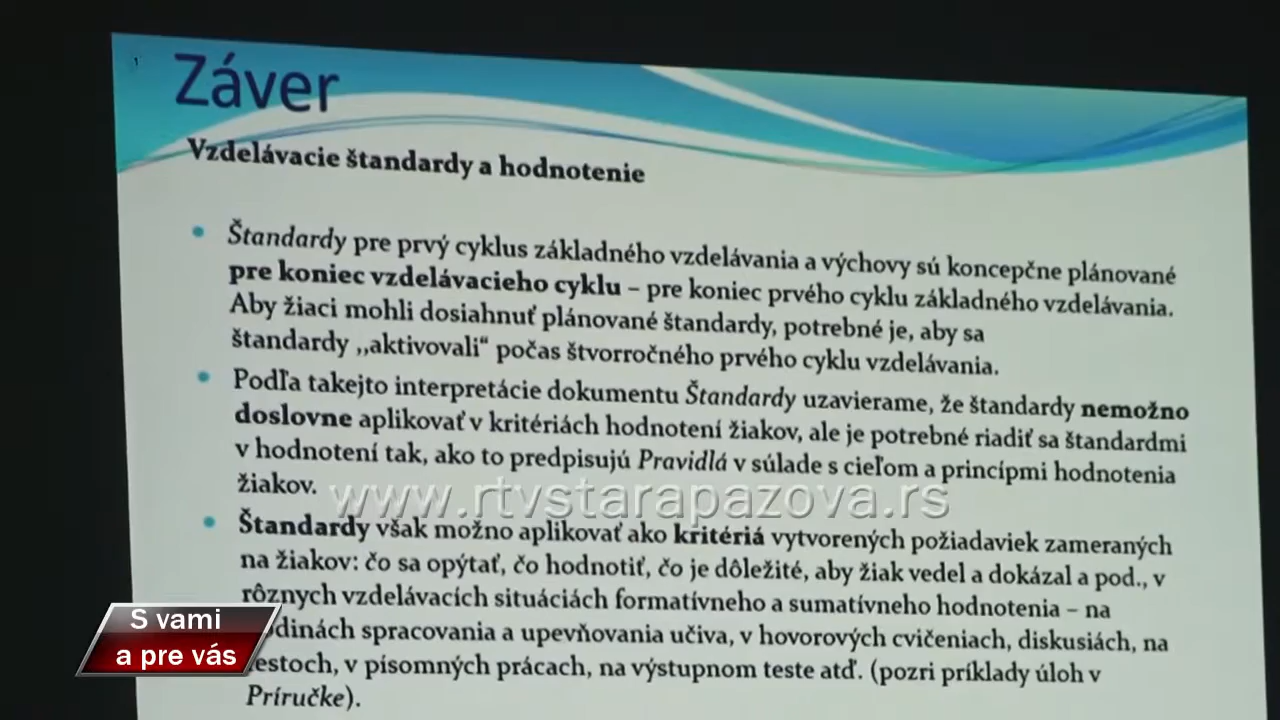 Záver
Vzdelávacie štandardy a hodnotenie
Štandardy pre prvý cyklus základného vzdelávania a výchovy sú koncepčne plánované
pre koniec vzdelávacieho cyklu – pre koniec prvého cyklu základného vzdelávania.
Aby žiaci mohli dosiahnuť plánované štandardy, potrebné je, aby sa
štandardy ,,aktivovali“ počas štvorročného prvého cyklu vzdelávania.
Podľa takejto interpretácie dokumentu Štandardy uzavierame, že štandardy nemožno
doslovne aplikovať v kritériách hodnotení žiakov, ale je potrebné riadiť sa štandardmi
v hodnotení tak, ako to predpisujú Pravidlá v súlade s cieľom a princípmi hodnotenia
žiakov.
www.rtvstarapazova.rs
Štandardy však možno aplikovať ako kritériá vytvorených požiadaviek zameraných
na žiakov: čo sa opýtať, čo hodnotiť, čo je dôležité, aby žiak vedel a dokázal a pod., v
rôznych vzdelávacích situáciách formatívneho a sumatívneho hodnotenia – na
odinách spracovania a upevňovania učiva, v hovorových cvičeniach, diskusiách, na
estoch, v písomných prácach, na výstupnom teste atď. (pozri príklady úloh v
Príručke).
S vami
a pre vás